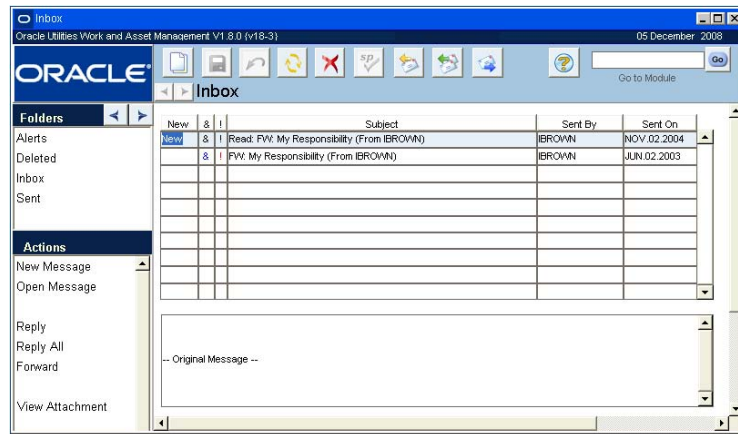 Inbox
Oracle Utilities Work and Asset Management V1.8.0 (v18-3) 05 December 2008
ORACLE
sp
?
Go
Go to Module
Inbox
Folders
Alerts
Deleted
Inbox
Sent
Actions
New Message
Open Message
Reply
Reply All
Forward
View Attachment
New & ! Subject Sent By Sent On
New & ! Read: FW: My Responsibility (From IBROWN) IBROWN NOV.02.2004
& ! FW: My Responsibility (From IBROWN) IBROWN JUN.02.2003
-- Original Message --